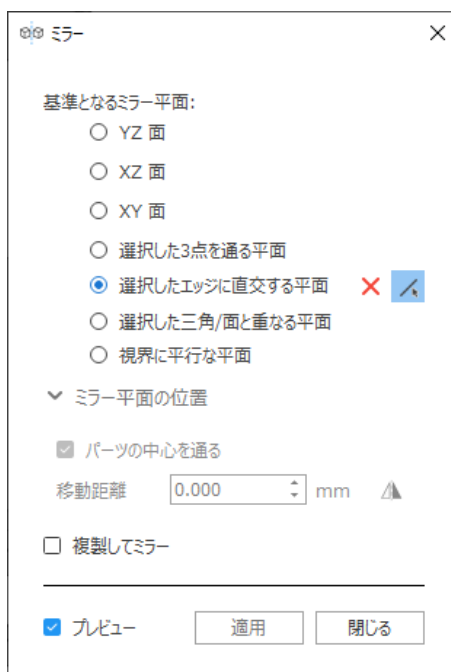 ミラー
基準となるミラー平面:
YZ 面
XZ 面
XY 面
選択した3点を通る平面
選択したエッジに直交する平面
選択した三角/面と重なる平面
視界に平行な平面
ミラー平面の位置
パーツの中心を通る
移動距離 0.000 mm
複製してミラー
プレビュー 適用 閉じる